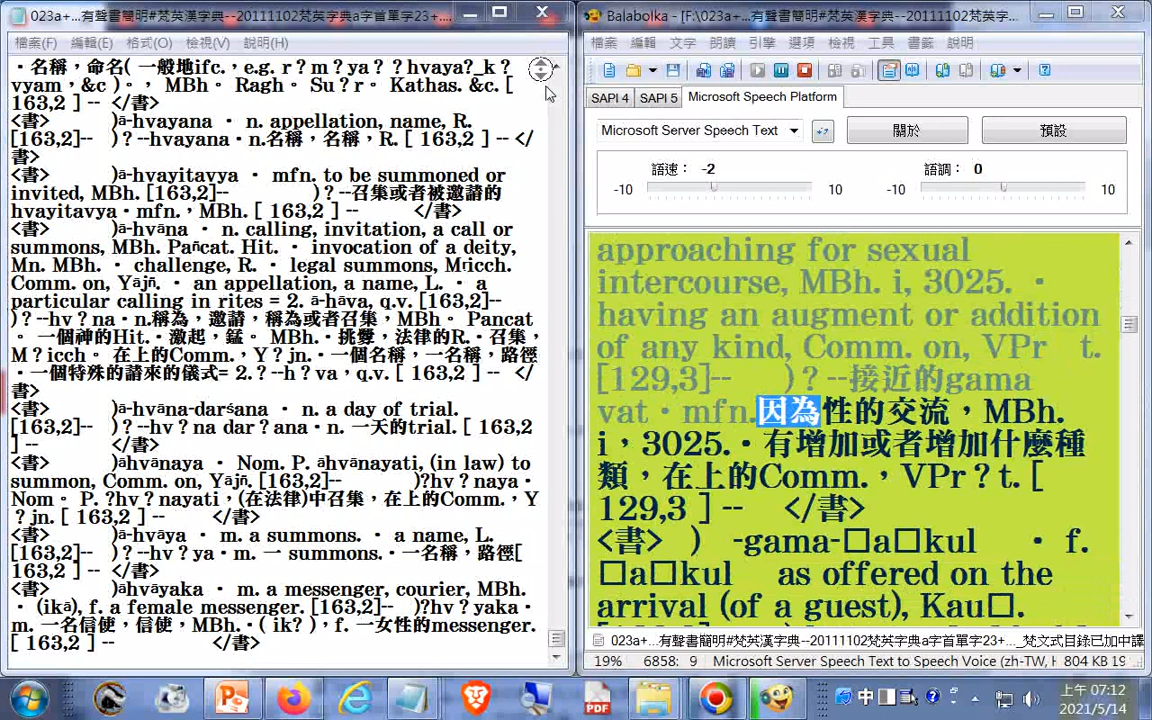 023a+...有聲書簡明#梵英漢字典--20111102梵英字典a字首單字23+...
檔案(F) 編輯(E) 格式(O) 檢視(V) 說明(H)
‧名稱，命名( 一般地ifc.，e.g. r？m？ya？？hvaya?_k？
vyam，&c )。， MBh。Ragh。Su？r。Kathas. &c. [
163,2 ] -- </書>
<書> )ā-hvayana ‧ n. appellation, name, R.
[163,2]-- )？--hvayana‧n.名稱，名稱，R. [ 163,2 ] -- </
書>
<書> )ā-hvayitavya ‧ mfn. to be summoned or
invited, MBh. [163,2]-- )？--召集或者被邀請的
hvayitavya‧mfn.，MBh. [ 163,2 ] -- </書>
<書> )ā-hvāna ‧ n. calling, invitation, a call or
summons, MBh. Pañcat. Hit. ‧ invocation of a deity,
Mn. MBh. ‧ challenge, R. ‧ legal summons, Mṛicch.
Comm. on, Yājñ. ‧ an appellation, a name, L. ‧ a
particular calling in rites = 2. ā-hāva, q.v. [163,2]--
)？--hv？na‧n.稱為，邀請，稱為或者召集，MBh。Pancat
。一個神的Hit.‧激起，錳。MBh.‧挑釁，法律的R.‧召集，
M？icch。 在上的Comm.，Y？jn.‧一個名稱，一名稱，路徑
‧一個特殊的請來的儀式= 2.？--h？va，q.v. [ 163,2 ] -- </
書>
<書> )ā-hvāna-darśana ‧ n. a day of trial.
[163,2]-- )？--hv？na dar？ana‧n. 一天的trial. [ 163,2
] -- </書>
<書> )āhvānaya ‧ Nom. P. āhvānayati, (in law) to
summon, Comm. on, Yājñ. [163,2]-- )?hv？naya‧
Nom。P. ?hv？nayati，(在法律)中召集，在上的Comm.，Y
？jn. [ 163,2 ] -- </書>
<書> )ā-hvāya ‧ m. a summons. ‧ a name, L.
[163,2]-- )？--hv？ya‧m. 一 summons.‧一名稱，路徑[
163,2 ] -- </書>
<書> )āhvāyaka ‧ m. a messenger, courier, MBh.
‧ (ikā), f. a female messenger. [163,2]-- )?hv？yaka‧
m. 一名信使，信使，MBh.‧( ik？)，f. 一女性的messenger.
[ 163,2 ] -- </書>
Balabolka - [F:\023a+...有聲書簡明#梵英漢字典--20111102梵英字...
檔案 編輯 文字 朗讀 引擎 選項 檢視 工具 書籤 說明
SAPI 4 SAPI 5 Microsoft Speech Platform
Microsoft Server Speech Text 關於 預設
語速： -2 語調： 0
-10 10 -10 10
approaching for sexual
intercourse, MBh. i, 3025. ‧
having an augment or addition
of any kind, Comm. on, VPr t.
[129,3]-- )？--接近的gama
vat‧mfn.因為性的交流，MBh.
i，3025.‧有增加或者增加什麼種
類，在上的Comm.，VPr？t. [
129,3 ] -- </書>
<書> ) -gama-□a□kul ‧ f.
□a□kul as offered on the
arrival (of a guest), Kau□.
023a+...有聲書簡明#梵英漢字典--20111102梵英字典a字首單字23+..._梵文式目錄已加中譯
19% 6858: 9 Microsoft Server Speech Text to Speech Voice (zh-TW, H 804 KB 19
中
上午 07:12
2021/5/14